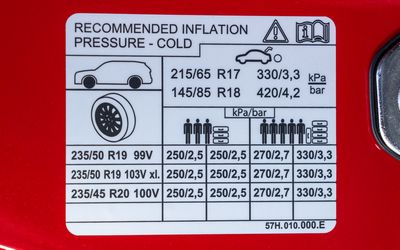 RECOMMENDED INFLATION
PRESSURE - COLD
215/65 R17 330/3,3 kPa
145/85 R18 420/4,2 bar
kPa/bar
235/50 R19 99V 250/2,5 250/2,5 270/2,7 330/3,3
235/50 R19 103V xl. 250/2,5 250/2,5 270/2,7 330/3,3
235/45 R20 100V 250/2,5 250/2,5 270/2,7 330/3,3
57H.010.000.E